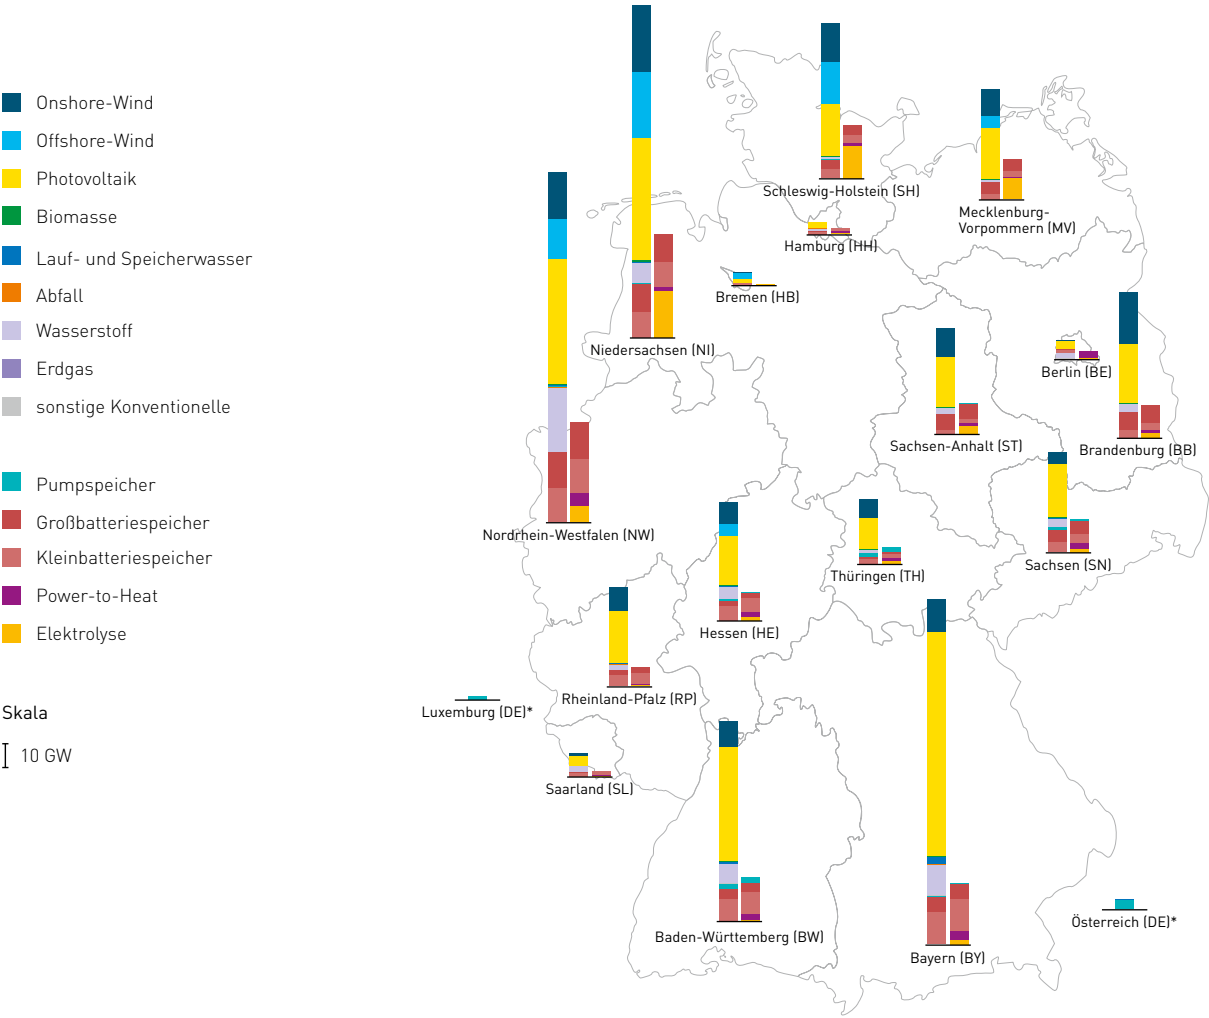 Onshore-Wind
Offshore-Wind
Photovoltaik
Biomasse
Lauf- und Speicherwasser
Abfall
Wasserstoff
Erdgas
sonstige Konventionelle
Pumpspeicher
Großbatteriespeicher
Kleinbatteriespeicher
Power-to-Heat
Elektrolyse
Skala
10 GW
Schleswig-Holstein (SH)
Mecklenburg-
Vorpommern (MV)
Hamburg (HH)
Bremen (HB)
Niedersachsen (NI)
Berlin (BE)
Sachsen-Anhalt (ST)
Brandenburg (BB)
Nordrhein-Westfalen (NW)
Sachsen (SN)
Thüringen (TH)
Hessen (HE)
Rheinland-Pfalz (RP)
Luxemburg (DE)*
Saarland (SL)
Österreich (DE)*
Baden-Württemberg (BW)
Bayern (BY)